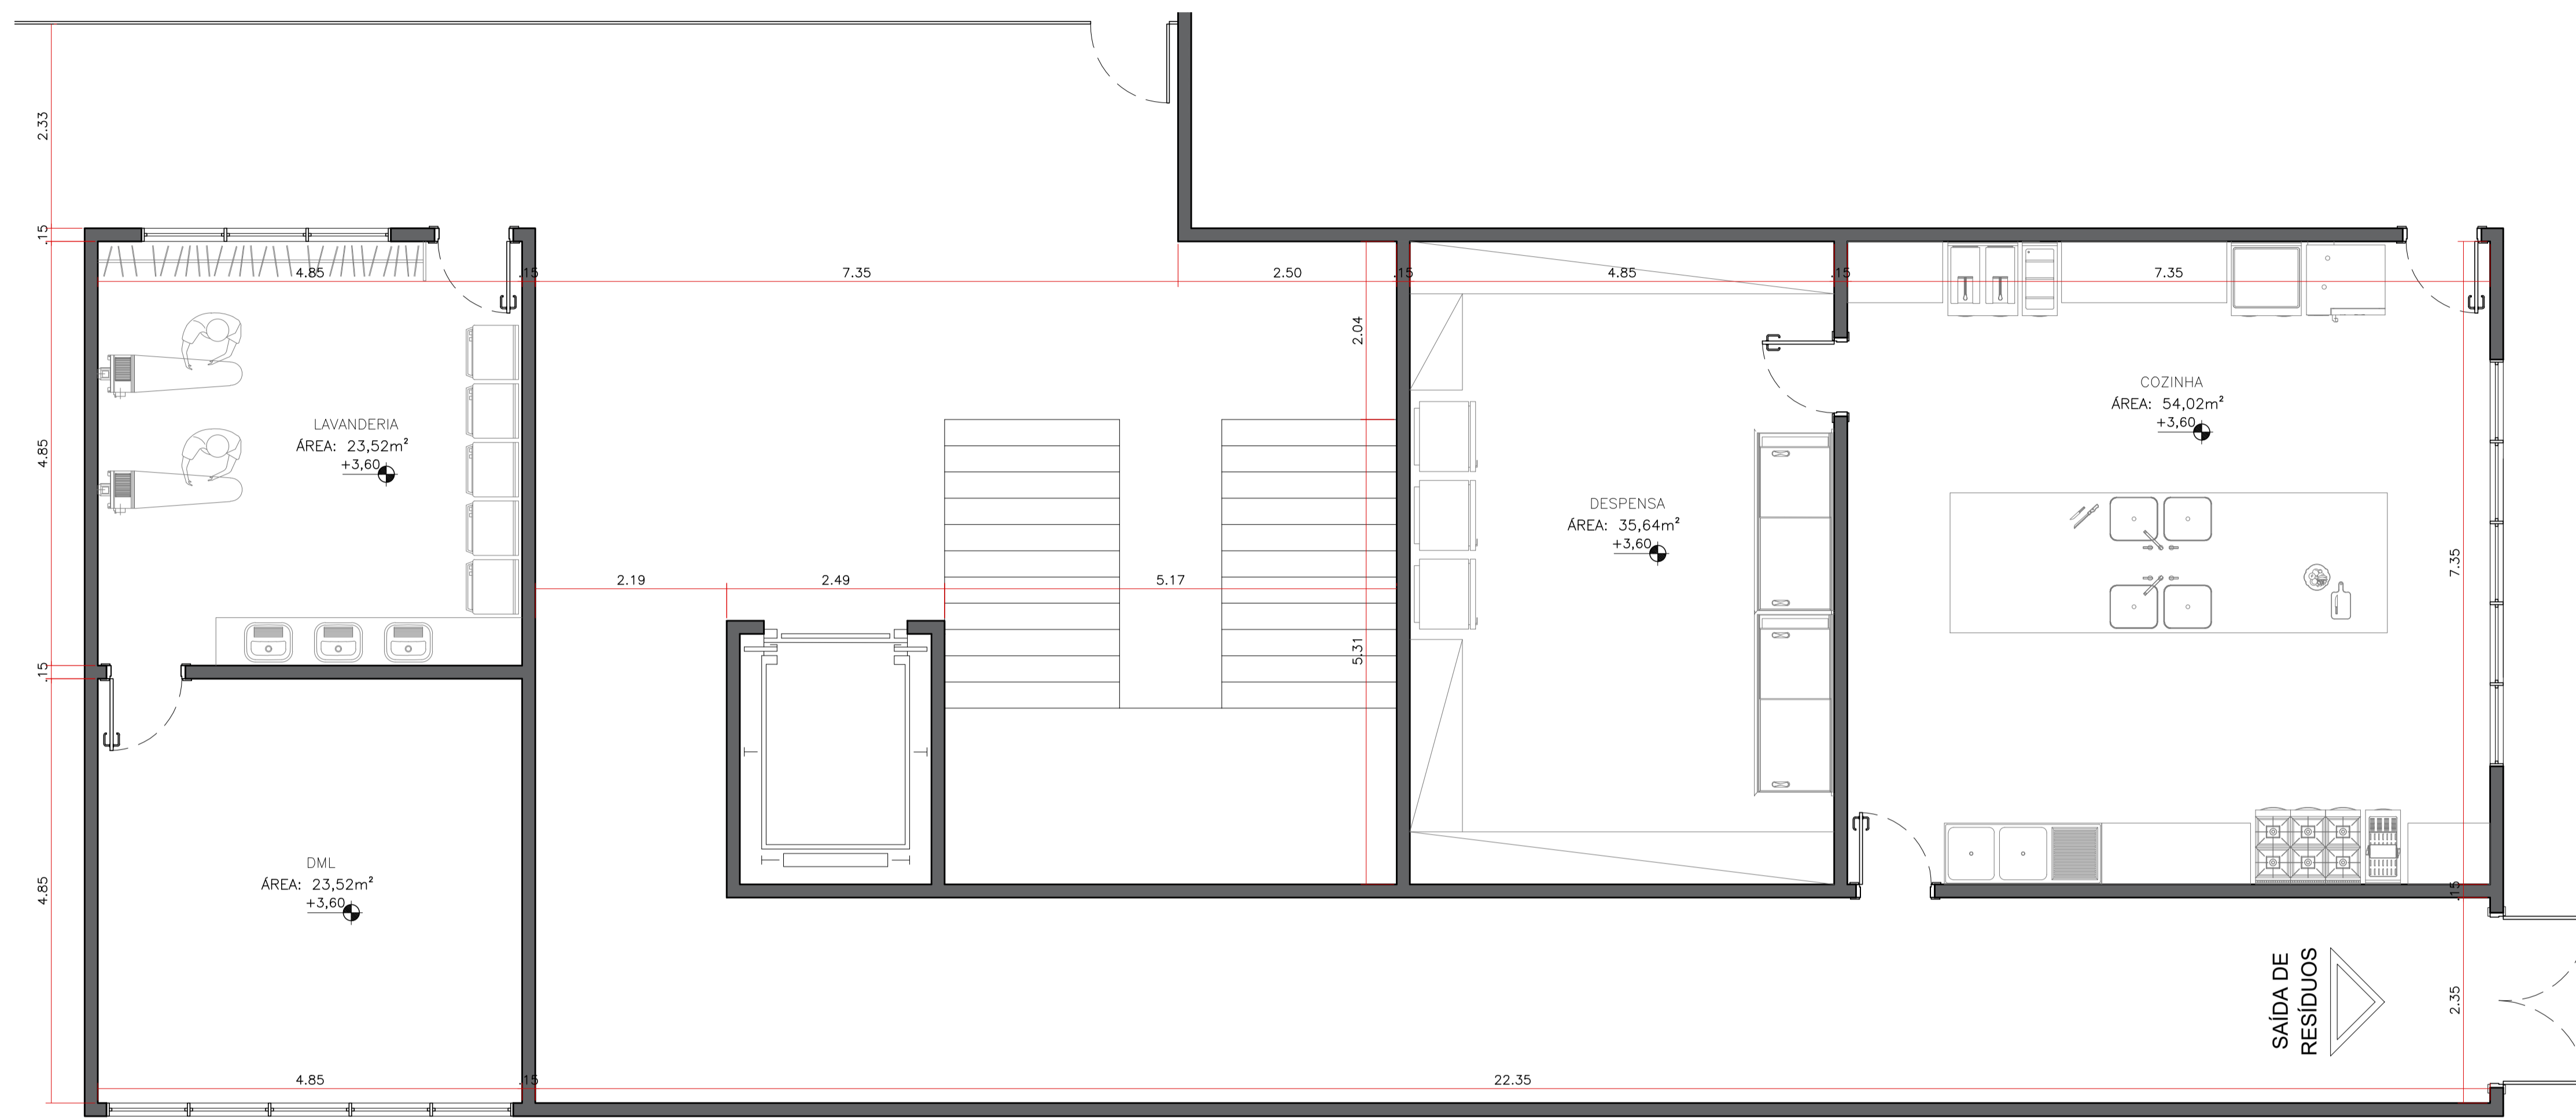 2.33
.15
4.85
.15
4.85
4.85
.15
7.35
2.50
.15
4.85
.15
7.35
LAVANDERIA
ÁREA: 23,52m²
+3,60
2.04
5.31
2.19
2.49
5.17
DESPENSA
ÁREA: 35,64m²
+3,60
COZINHA
ÁREA: 54,02m²
+3,60
7.35
.15
2.35
DML
ÁREA: 23,52m²
+3,60
SAÍDA DE
RESÍDUOS
4.85
.15
22.35